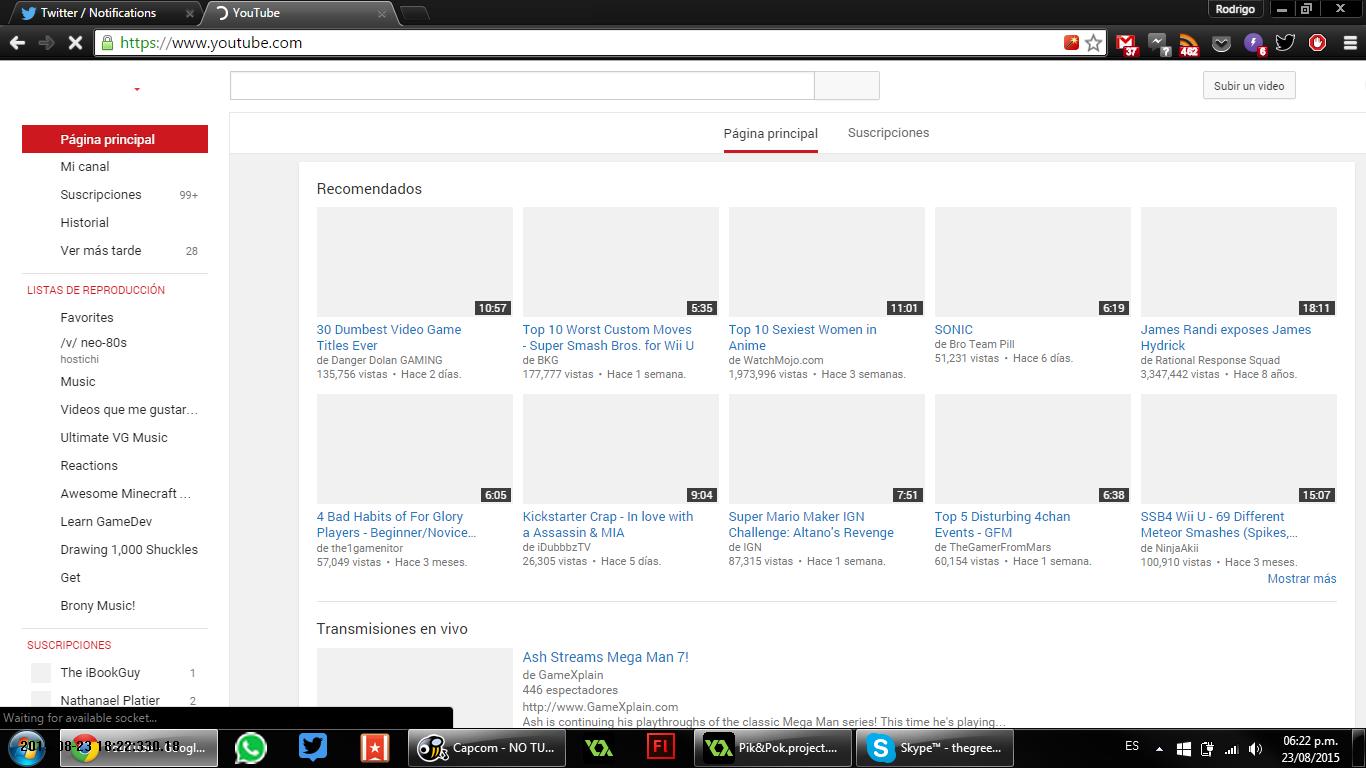 Twitter / Notifications
YouTube
Rodrigo
https://www.youtube.com
37
?
462
6
Subir un video
Página principal
Mi canal
Suscripciones 99+
Historial
Ver más tarde 28
LISTAS DE REPRODUCCIÓN
Favorites
/v/ neo-80s
hostichi
Music
Videos que me gustar...
Ultimate VG Music
Reactions
Awesome Minecraft ...
Learn GameDev
Drawing 1,000 Shuckles
Get
Brony Music!
SUSCRIPCIONES
The iBookGuy 1
Nathanael Platier 2
Página principal
Suscripciones
Recomendados
10:57
30 Dumbest Video Game
Titles Ever
de Danger Dolan GAMING
135,756 vistas • Hace 2 días.
5:35
Top 10 Worst Custom Moves
- Super Smash Bros. for Wii U
de BKG
177,777 vistas • Hace 1 semana.
11:01
Top 10 Sexiest Women in
Anime
de WatchMojo.com
1,973,996 vistas • Hace 3 semanas.
6:19
SONIC
de Bro Team Pill
51,231 vistas • Hace 6 días.
18:11
James Randi exposes James
Hydrick
de Rational Response Squad
3,347,442 vistas • Hace 8 años.
6:05
4 Bad Habits of For Glory
Players - Beginner/Novice...
de the1gamenitor
57,049 vistas • Hace 3 meses.
9:04
Kickstarter Crap - In love with
a Assassin & MIA
de iDubbbzTV
26,305 vistas • Hace 5 días.
7:51
Super Mario Maker IGN
Challenge: Altano's Revenge
de IGN
87,315 vistas • Hace 1 semana.
6:38
Top 5 Disturbing 4chan
Events - GFM
de TheGamerFromMars
60,154 vistas • Hace 1 semana.
15:07
SSB4 Wii U - 69 Different
Meteor Smashes (Spikes,...
de NinjaAkii
100,910 vistas • Hace 3 meses.
Mostrar más
Transmisiones en vivo
Ash Streams Mega Man 7!
de GameXplain
446 espectadores
http://www.GameXplain.com
Ash is continuing his playthroughs of the classic Mega Man series! This time he's playing...
Waiting for available socket...
Capcom - NO TU...
Fl
Pik&Pok.project....
Skype™ - thegree...
ES
06:22 p.m.
23/08/2015